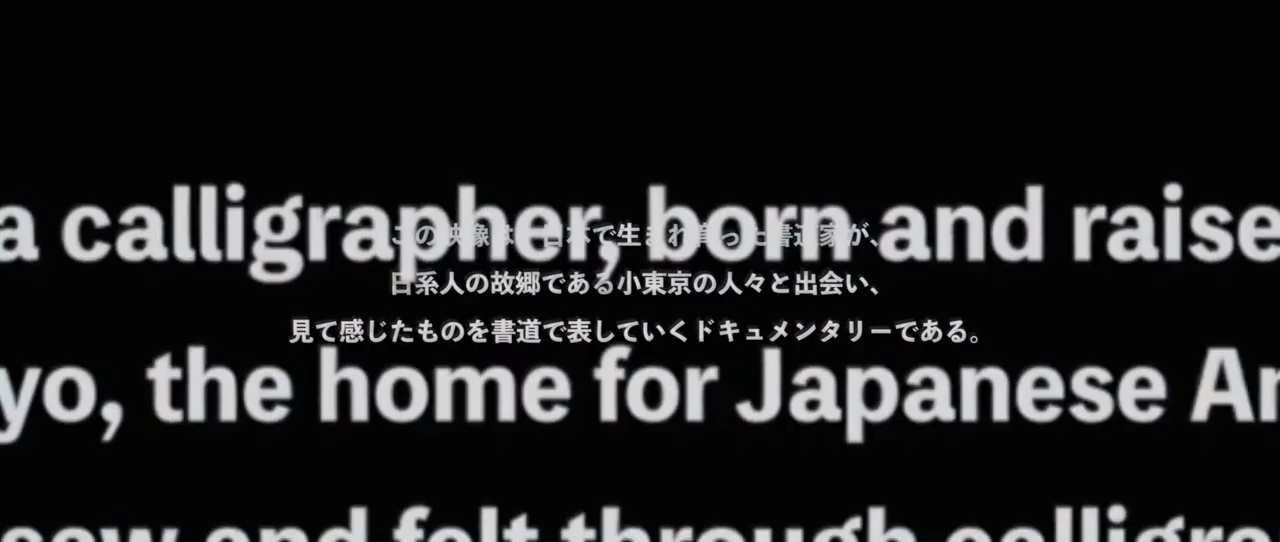 a calligrapher, born and raise
この映像は、日本で生まれ育った書道家が、
日系人の故郷である小東京の人々と出会い、
見て感じたものを書道で表していくドキュメンタリーである。
yo, the home for Japanese Am
saw and felt through calligra